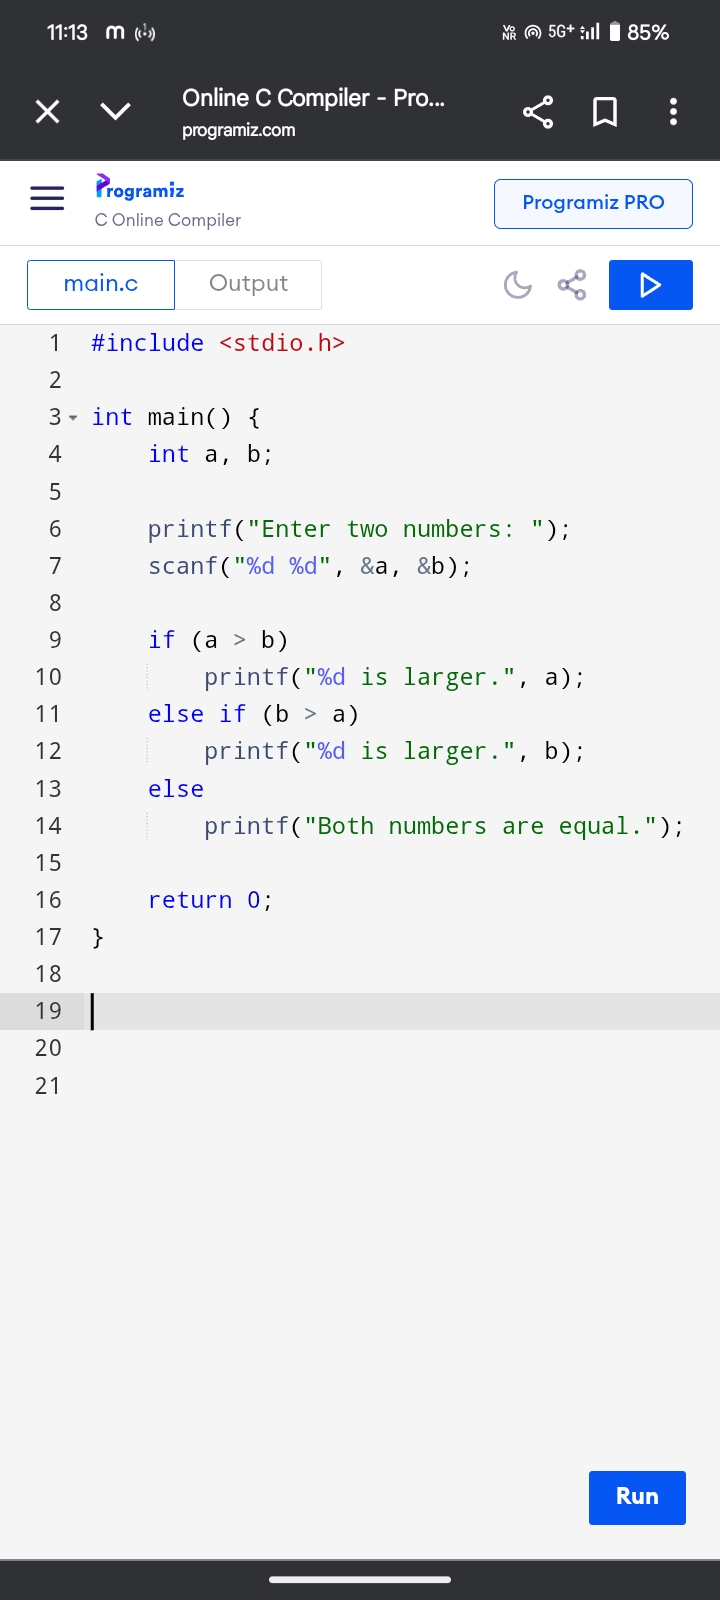 11:13 m VoNR 5G+ 85%
Online C Compiler - Pro...
programiz.com
Programiz
C Online Compiler
Programiz PRO
main.c Output
1 #include <stdio.h>
2
3 int main() {
4     int a, b;
5
6     printf("Enter two numbers: ");
7     scanf("%d %d", &a, &b);
8
9     if (a > b)
10         printf("%d is larger.", a);
11     else if (b > a)
12         printf("%d is larger.", b);
13     else
14         printf("Both numbers are equal.");
15
16     return 0;
17 }
18
19
20
21
Run